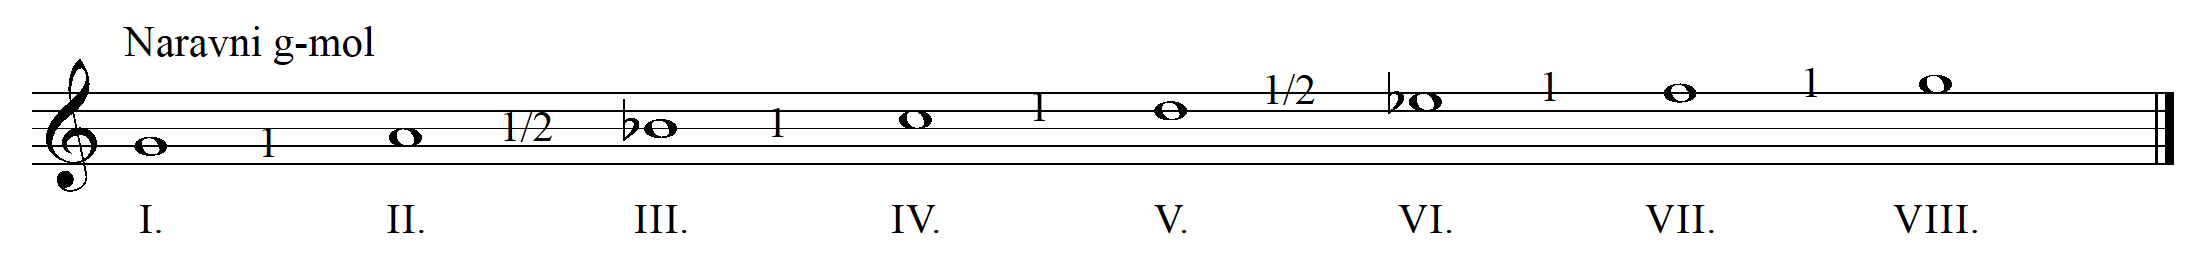 Naravni g-mol
1 1/2 1 1 1/2 1 1
I. II. III. IV. V. VI. VII. VIII.